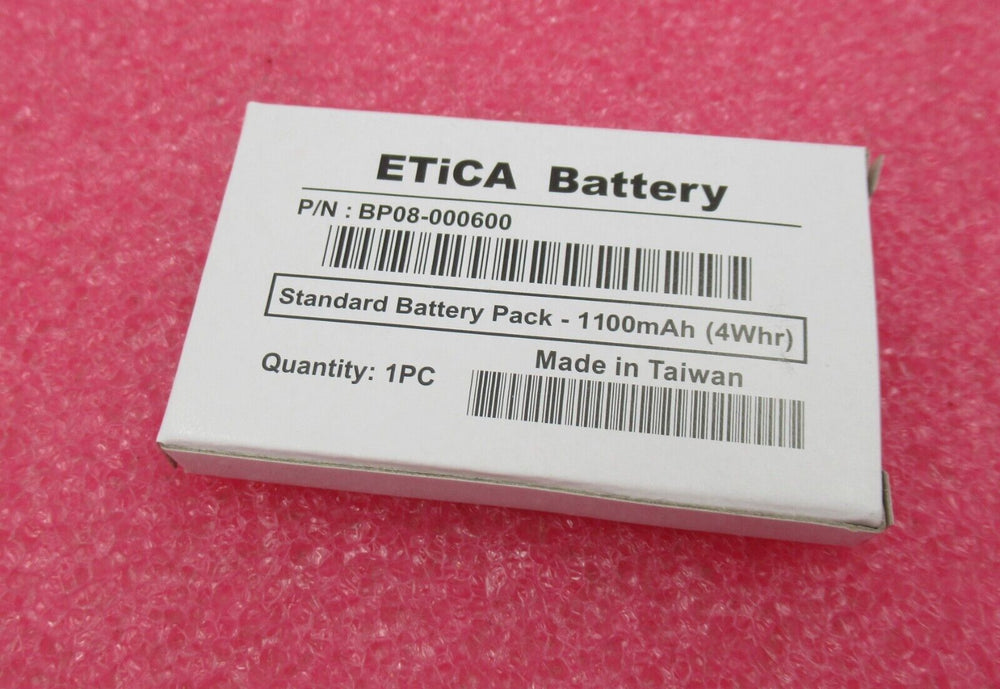 ETiCA Battery
P/N : BP08-000600
Standard Battery Pack - 1100mAh (4Whr)
Quantity: 1PC
Made in Taiwan